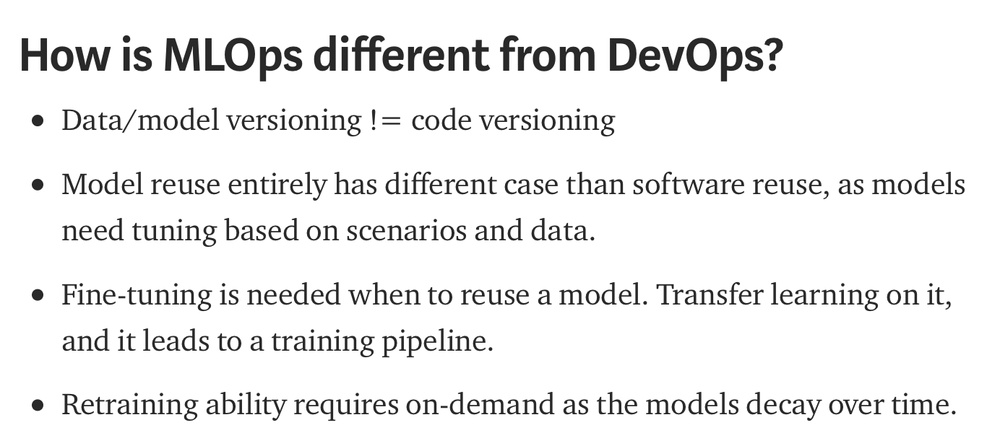 How is MLOps different from DevOps?
• Data/model versioning != code versioning
• Model reuse entirely has different case than software reuse, as models
need tuning based on scenarios and data.
• Fine-tuning is needed when to reuse a model. Transfer learning on it,
and it leads to a training pipeline.
• Retraining ability requires on-demand as the models decay over time.